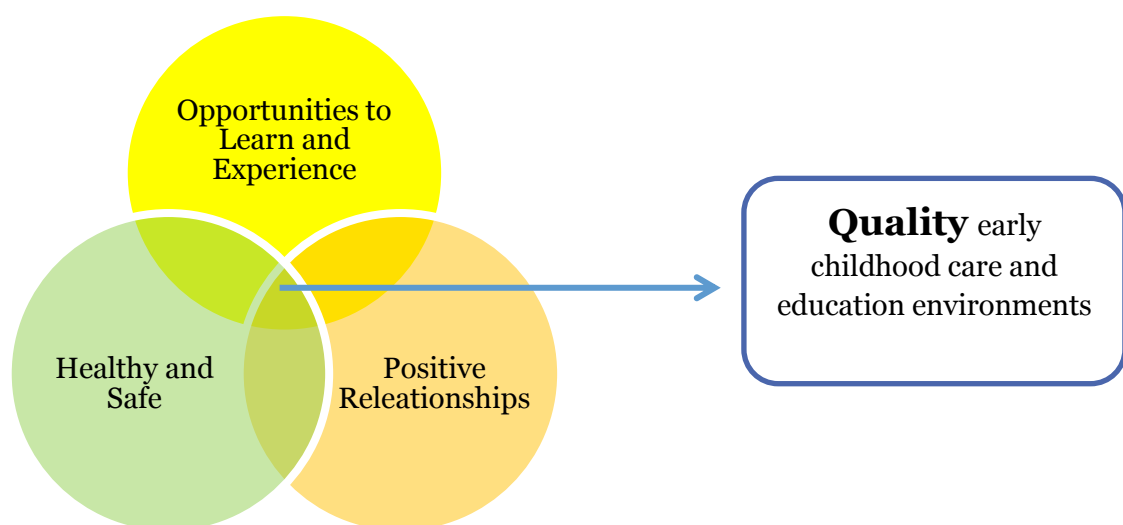 Opportunities to
Learn and
Experience
Healthy and
Safe
Positive
Releationships
Quality early
childhood care and
education environments